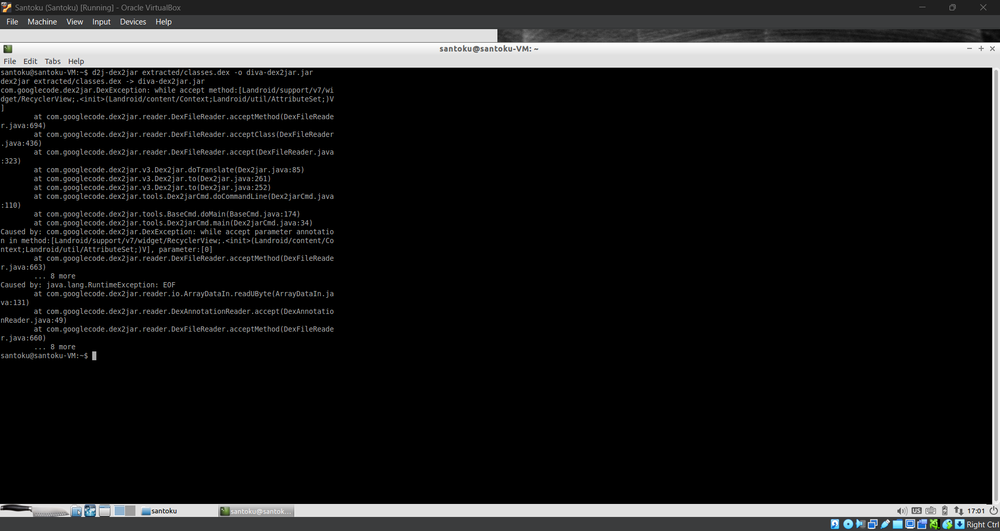 Santoku (Santoku) [Running] - Oracle VirtualBox
File Machine View Input Devices Help
santoku@santoku-VM: ~
File Edit Tabs Help
santoku@santoku-VM:~$ d2j-dex2jar extracted/classes.dex -o diva-dex2jar.jar
dex2jar extracted/classes.dex -> diva-dex2jar.jar
com.googlecode.dex2jar.DexException: while accept method:[Landroid/support/v7/wi
dget/RecyclerView;.<init>(Landroid/content/Context;Landroid/util/AttributeSet;)V
]
        at com.googlecode.dex2jar.reader.DexFileReader.acceptMethod(DexFileReade
r.java:694)
        at com.googlecode.dex2jar.reader.DexFileReader.acceptClass(DexFileReader
.java:436)
        at com.googlecode.dex2jar.reader.DexFileReader.accept(DexFileReader.java
:323)
        at com.googlecode.dex2jar.v3.Dex2jar.doTranslate(Dex2jar.java:85)
        at com.googlecode.dex2jar.v3.Dex2jar.to(Dex2jar.java:261)
        at com.googlecode.dex2jar.v3.Dex2jar.to(Dex2jar.java:252)
        at com.googlecode.dex2jar.tools.Dex2jarCmd.doCommandLine(Dex2jarCmd.java
:110)
        at com.googlecode.dex2jar.tools.BaseCmd.doMain(BaseCmd.java:174)
        at com.googlecode.dex2jar.tools.Dex2jarCmd.main(Dex2jarCmd.java:34)
Caused by: com.googlecode.dex2jar.DexException: while accept parameter annotatio
n in method:[Landroid/support/v7/widget/RecyclerView;.<init>(Landroid/content/Co
ntext;Landroid/util/AttributeSet;)V], parameter:[0]
        at com.googlecode.dex2jar.reader.DexFileReader.acceptMethod(DexFileReade
r.java:663)
        ... 8 more
Caused by: java.lang.RuntimeException: EOF
        at com.googlecode.dex2jar.reader.io.ArrayDataIn.readUByte(ArrayDataIn.ja
va:131)
        at com.googlecode.dex2jar.reader.DexAnnotationReader.accept(DexAnnotatio
nReader.java:49)
        at com.googlecode.dex2jar.reader.DexFileReader.acceptMethod(DexFileReade
r.java:660)
        ... 8 more
santoku@santoku-VM:~$
santoku santoku@santok... US 17:01
Right Ctrl